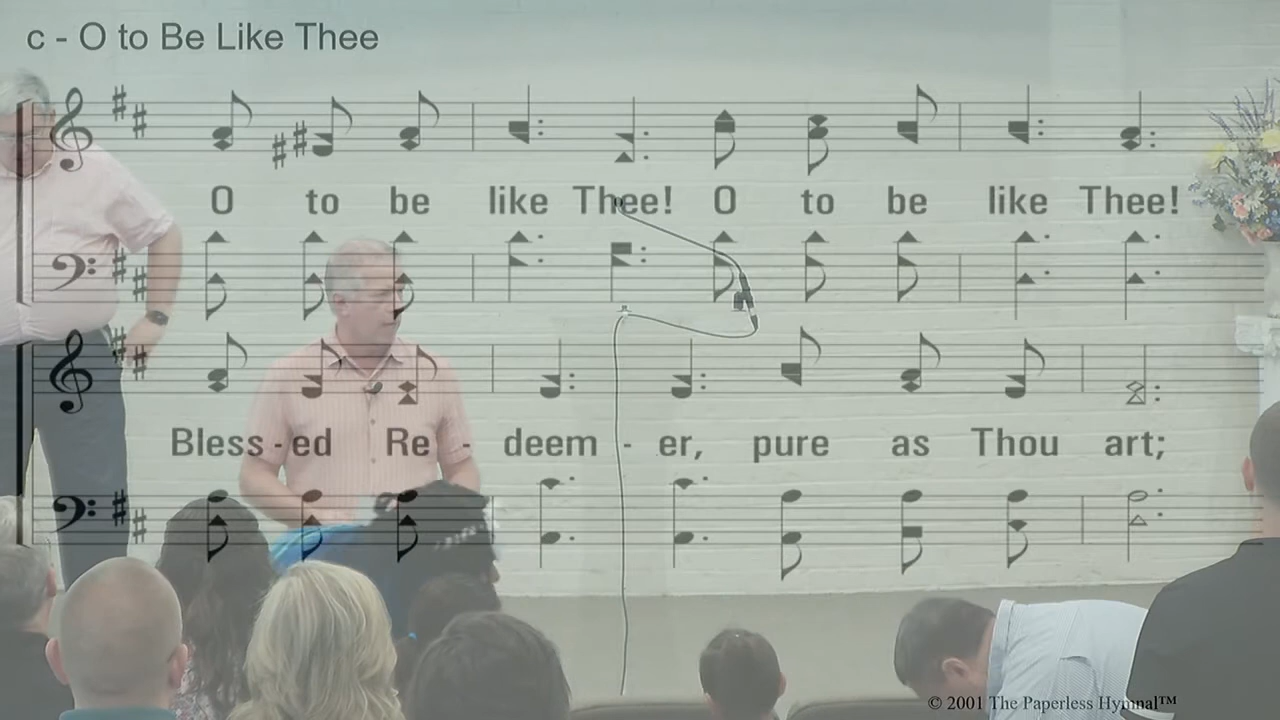 c - O to Be Like Thee
O to be like Thee! O to be like Thee!
Bless - ed Re - deem - er, pure as Thou art;
© 2001 The Paperless Hymnal™